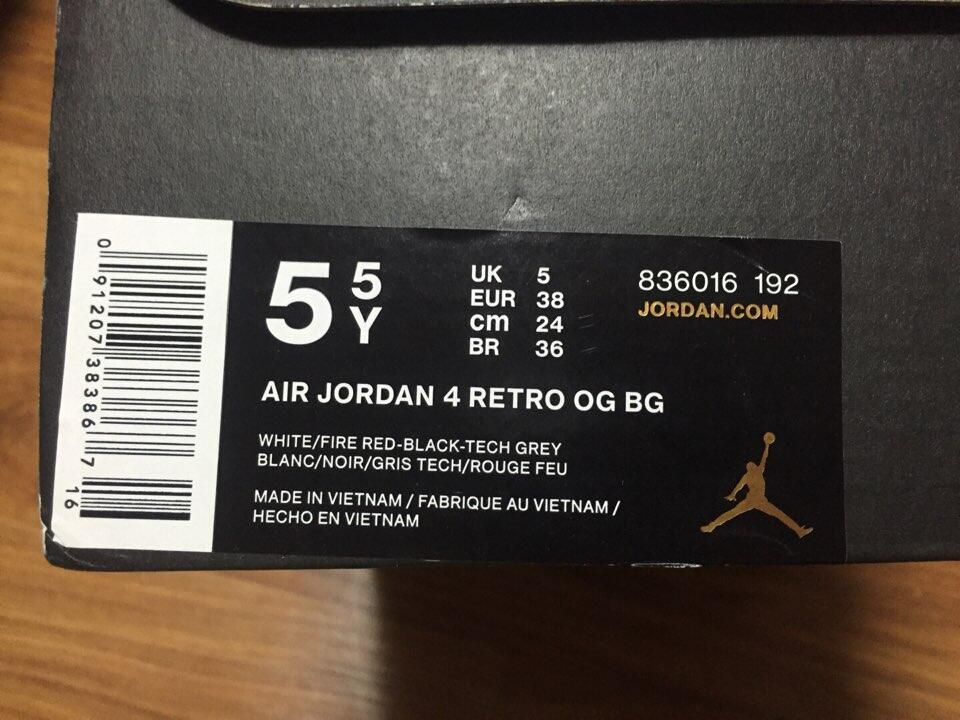 0 91207 38386 7 16
5 5 Y
UK 5
EUR 38
cm 24
BR 36
836016 192
JORDAN.COM
AIR JORDAN 4 RETRO OG BG
WHITE/FIRE RED-BLACK-TECH GREY
BLANC/NOIR/GRIS TECH/ROUGE FEU
MADE IN VIETNAM / FABRIQUE AU VIETNAM /
HECHO EN VIETNAM